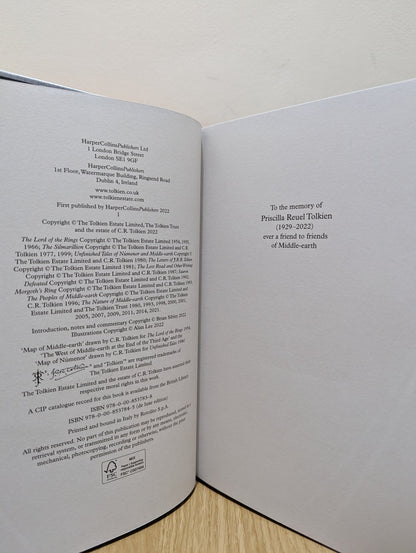 HarperCollinsPublishers Ltd
1 London Bridge Street
London SE1 9GF
HarperCollinsPublishers
1st Floor, Watermarque Building, Ringsend Road
Dublin 4, Ireland
www.tolkien.co.uk
www.tolkienestate.com
First published by HarperCollinsPublishers 2022
1
Copyright © The Tolkien Estate Limited, The Tolkien Trust
and the estate of C.R. Tolkien 2022
The Lord of the Rings Copyright © The Tolkien Estate Limited 1954, 1955,
1966, The Silmarillion Copyright © The Tolkien Estate Limited and C.R.
Tolkien 1977, 1999; Unfinished Tales of Númenor and Middle-earth Copyright ©
The Tolkien Estate Limited and C.R. Tolkien 1980; The Letters of J.R.R. Tolkien
© The Tolkien Estate Limited 1981; The Lost Road and Other Writings
Copyright © The Tolkien Estate Limited and C.R. Tolkien 1987; Sauron
Defeated Copyright © The Tolkien Estate Limited and C.R. Tolkien
Morgoth's Ring Copyright © The Tolkien Estate Limited and C.R. Tolkien
The Peoples of Middle-earth Copyright © The Tolkien Estate Limited and
C.R. Tolkien 1996; The Nature of Middle-earth Copyright © The Tolkien
Estate Limited and The Tolkien Trust
2005, 2007, 2009, 2011, 2014, 2021.
Introduction, notes and commentary Copyright © Brian Sibley 2022
Illustrations Copyright © Alan Lee 2022
'Map of Middle-earth' drawn by C.R. Tolkien for The Lord of the Rings 1954,
'The West of Middle-earth at the End of the Third Age' and the
'Map of Númenor' drawn by C.R. Tolkien for Unfinished Tales 1980
and 'Tolkien' ® are registered trademarks of
The Tolkien Estate Limited.
The Tolkien Estate Limited and the estate of C.R. Tolkien have asserted their
respective moral rights in this work.
A CIP catalogue record for this book is available from the British Library
ISBN 978-0-00-853783-8
ISBN 978-0-00-853784-5 (de luxe edition)
Printed and bound in Italy by Rotolito S.p.A.
All rights reserved. No part of this publication may be reproduced, stored in a
retrieval system, or transmitted in any form or by any means, electronic,
mechanical, photocopying, recording or otherwise, without the prior
permission of the publishers.
FSC
MIX
To the memory of
Priscilla Reuel Tolkien
(1929–2022)
ever a friend to friends
of Middle-earth